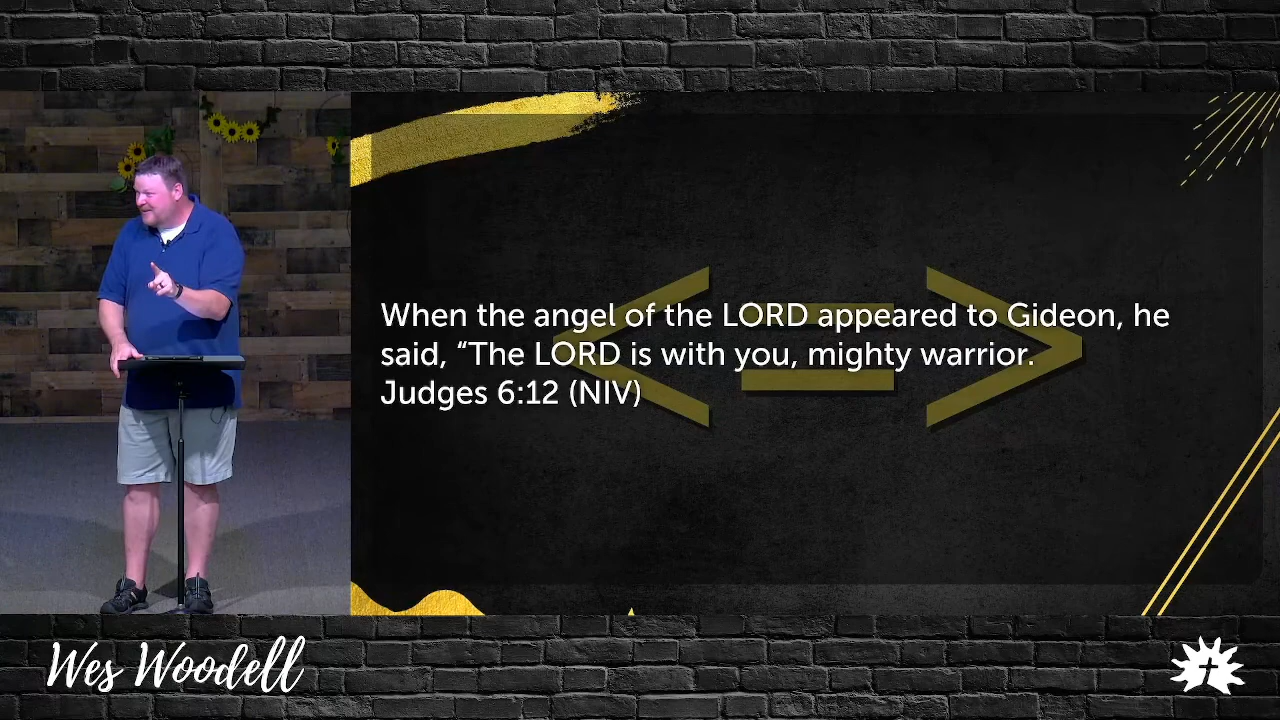 When the angel of the LORD appeared to Gideon, he
said, “The LORD is with you, mighty warrior.
Judges 6:12 (NIV)
Wes Woodell